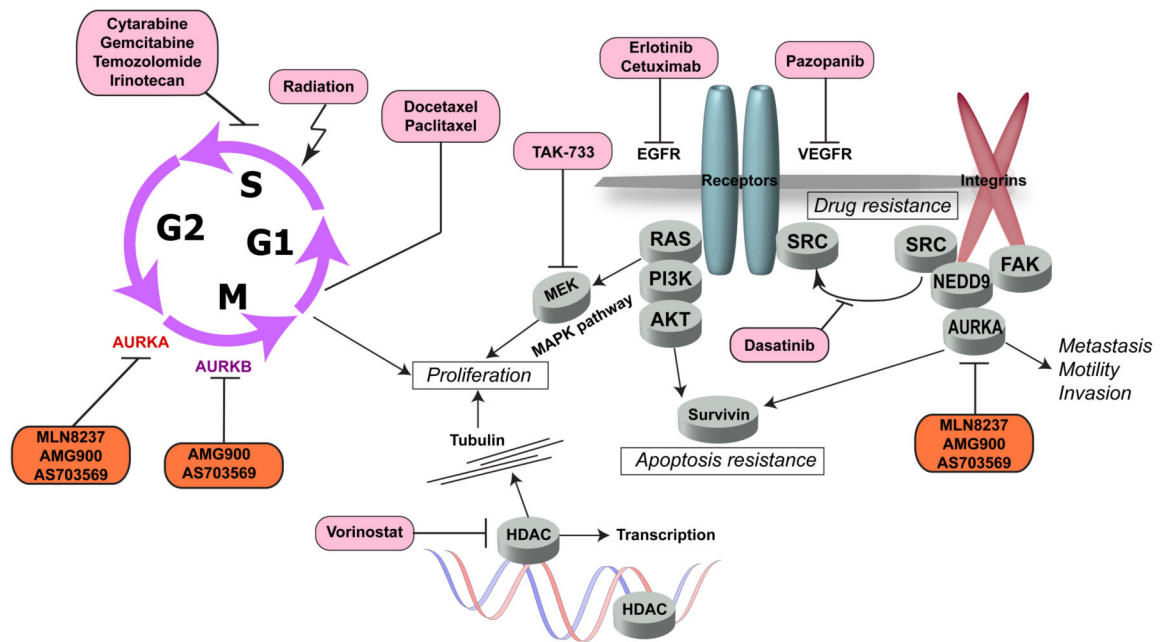 Cytarabine
Gemcitabine
Temozolomide
Irinotecan
Radiation
Docetaxel
Paclitaxel
TAK-733
Erlotinib
Cetuximab
Pazopanib
EGFR
VEGFR
Receptors
Integrins
Drug resistance
S
G2
G1
M
RAS
PI3K
AKT
MEK
MAPK pathway
SRC
SRC
NEDD9
FAK
AURKA
Dasatinib
Metastasis
Motility
Invasion
AURKA
AURKB
Proliferation
Survivin
Apoptosis resistance
MLN8237
AMG900
AS703569
AMG900
AS703569
MLN8237
AMG900
AS703569
Tubulin
Vorinostat
HDAC
Transcription
HDAC